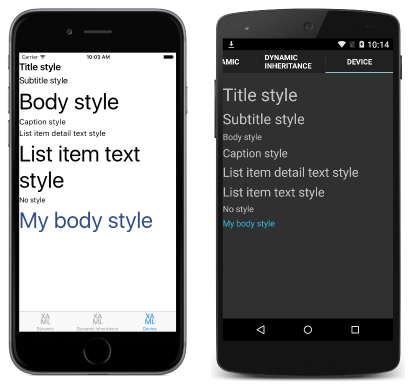 Carrier 10:03 AM
Title style
Subtitle style
Body style
Caption style
List item detail text style
List item text
style
No style
My body style
XA XA XA
ML ML ML
Dynamic Dynamic Inheritance Device
10:14
AMIC DYNAMIC INHERITANCE DEVICE
Title style
Subtitle style
Body style
Caption style
List item detail text style
List item text style
No style
My body style